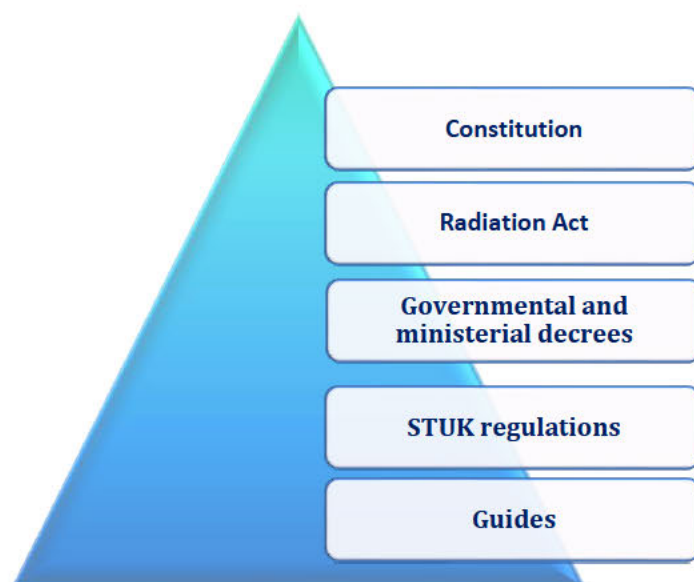 Constitution
Radiation Act
Governmental and
ministerial decrees
STUK regulations
Guides